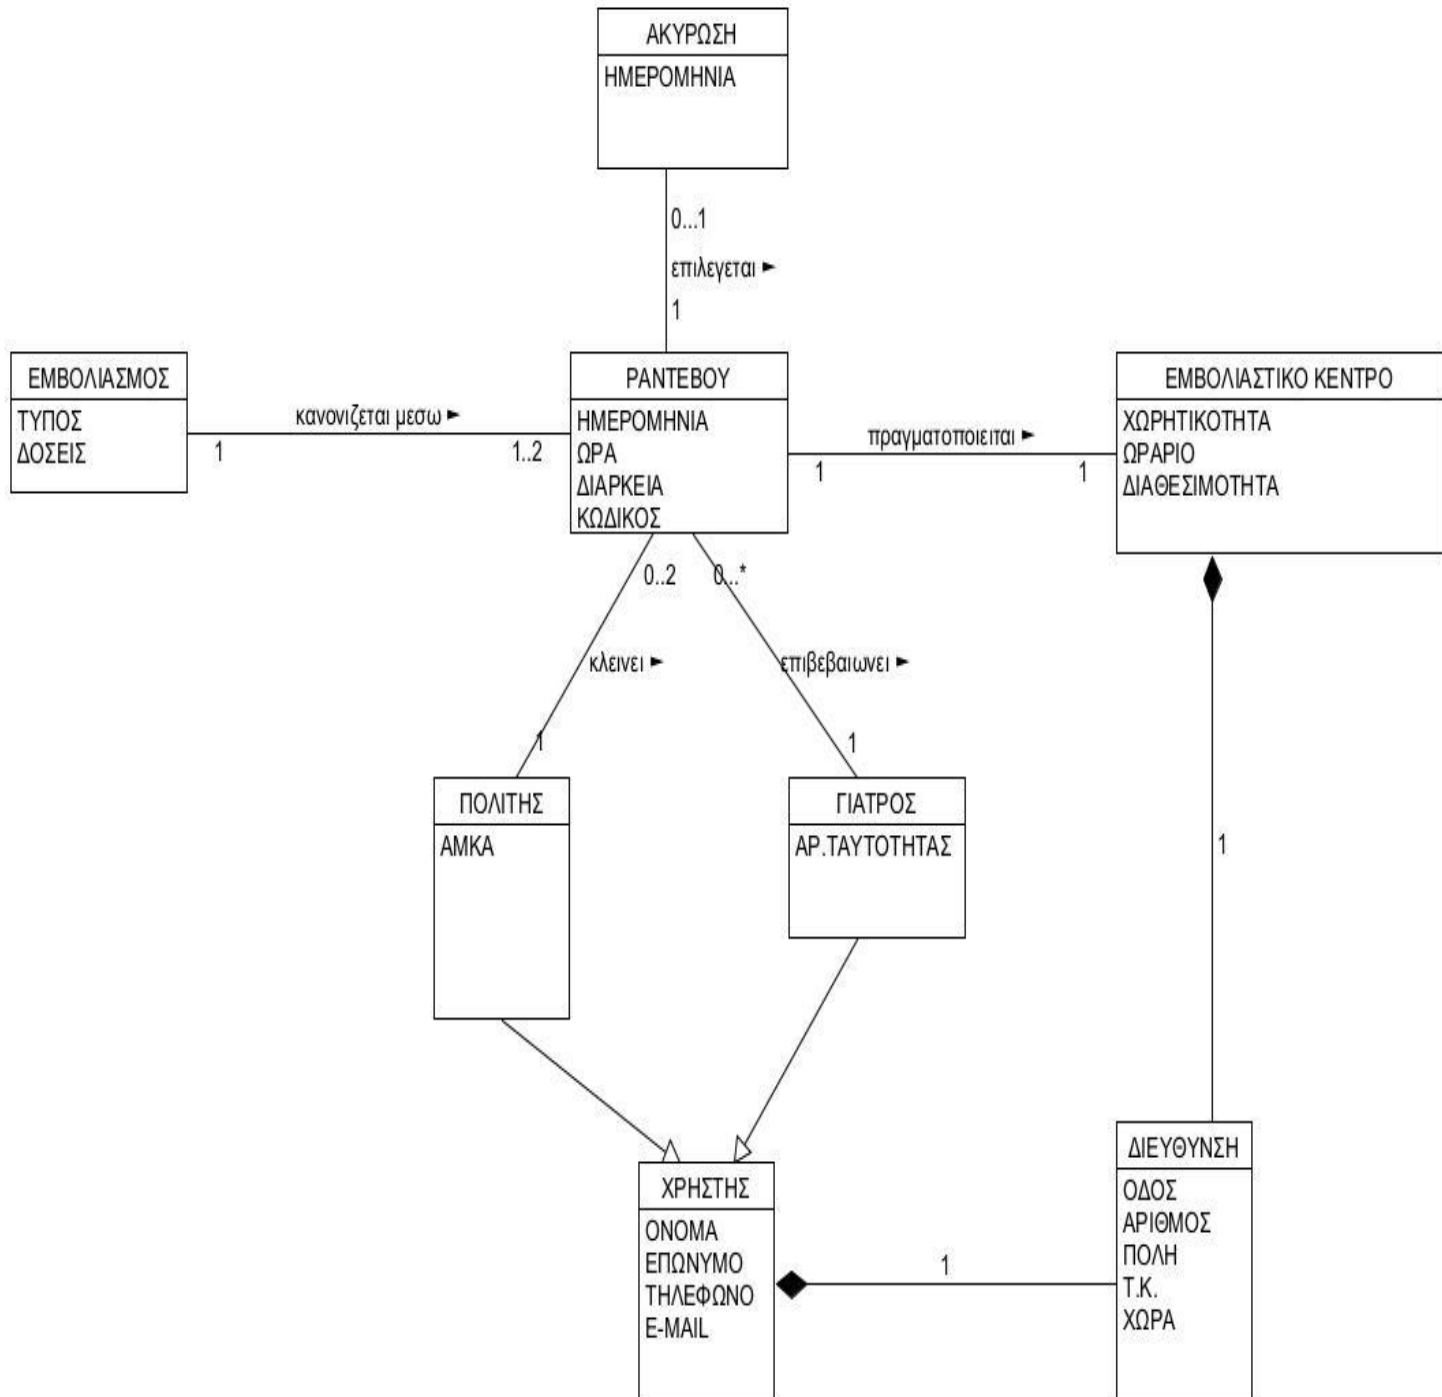 ΑΚΥΡΩΣΗ
ΗΜΕΡΟΜΗΝΙΑ
0...1
επιλεγεται ►
1
ΕΜΒΟΛΙΑΣΜΟΣ
ΤΥΠΟΣ
ΔΟΣΕΙΣ
κανονιζεται μεσω ►
1
1..2
ΡΑΝΤΕΒΟΥ
ΗΜΕΡΟΜΗΝΙΑ
ΩΡΑ
ΔΙΑΡΚΕΙΑ
ΚΩΔΙΚΟΣ
πραγματοποιειται ►
1
1
ΕΜΒΟΛΙΑΣΤΙΚΟ ΚΕΝΤΡΟ
ΧΩΡΗΤΙΚΟΤΗΤΑ
ΩΡΑΡΙΟ
ΔΙΑΘΕΣΙΜΟΤΗΤΑ
0..2
0...*
κλεινει ►
επιβεβαιωνει ►
1
1
ΠΟΛΙΤΗΣ
ΑΜΚΑ
ΓΙΑΤΡΟΣ
ΑΡ.ΤΑΥΤΟΤΗΤΑΣ
1
ΧΡΗΣΤΗΣ
ΟΝΟΜΑ
ΕΠΩΝΥΜΟ
ΤΗΛΕΦΩΝΟ
E-MAIL
1
ΔΙΕΥΘΥΝΣΗ
ΟΔΟΣ
ΑΡΙΘΜΟΣ
ΠΟΛΗ
Τ.Κ.
ΧΩΡΑ